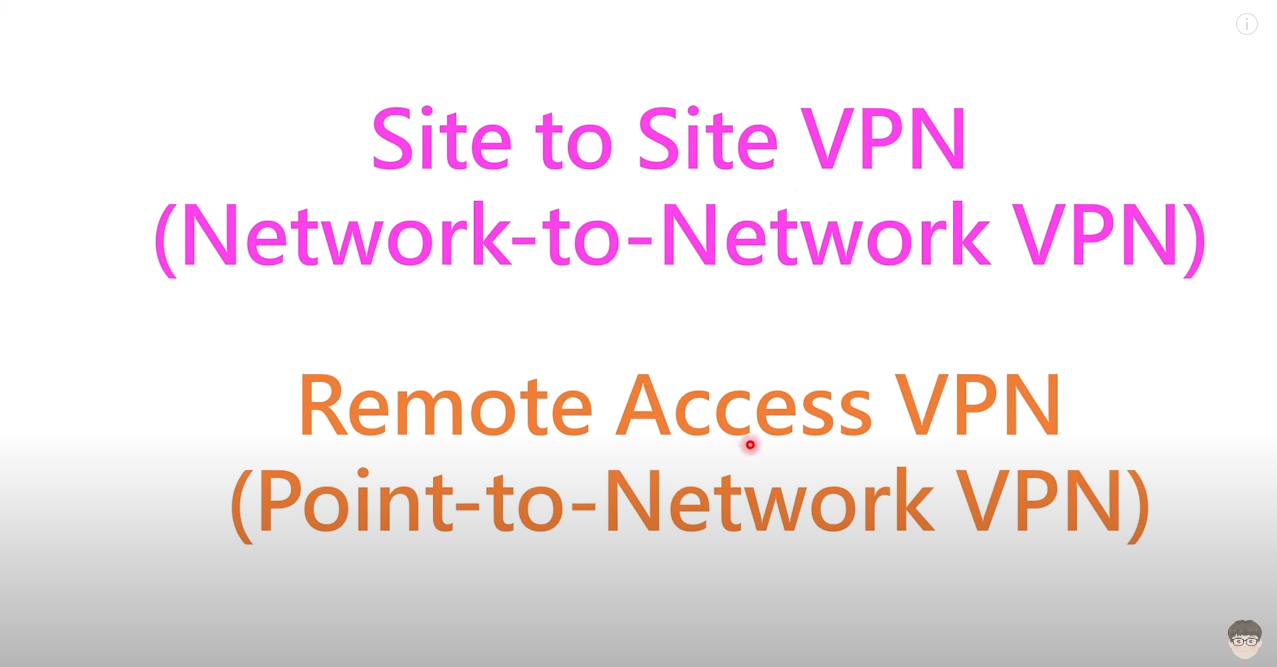 Site to Site VPN
(Network-to-Network VPN)
Remote Access VPN
(Point-to-Network VPN)